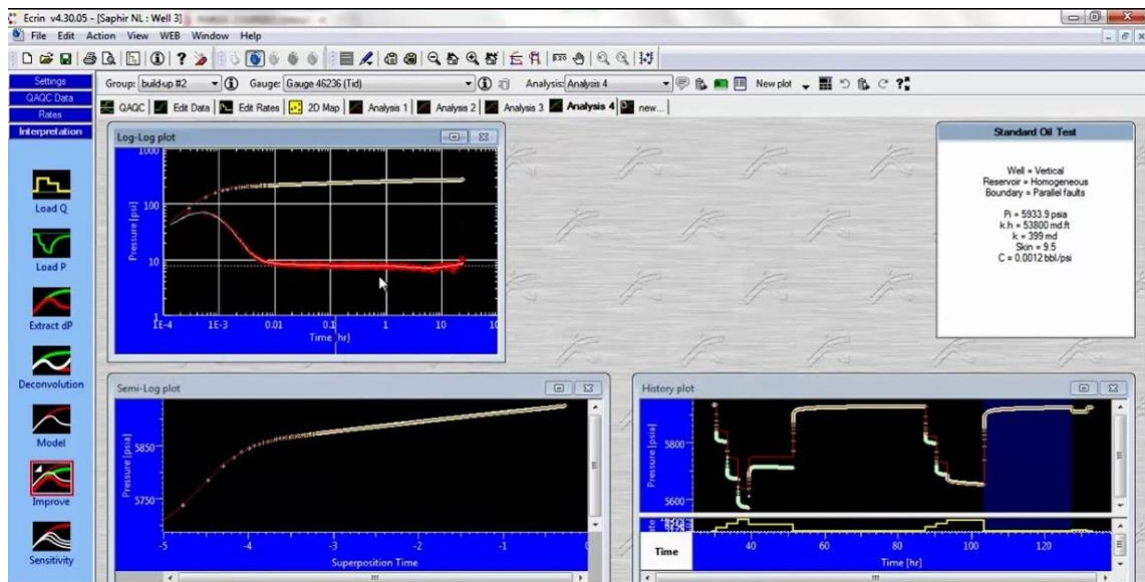 Ecrin v4.30.05 - [Saphir NL : Well 3]
File Edit Action View WEB Window Help
Settings
QAQC Data
Rates
Interpretation
Group: build-up #2 Gauge: Gauge 46236 (Tid) Analysis: Analysis 4 New plot
QAQC Edit Data Edit Rates 2D Map Analysis 1 Analysis 2 Analysis 3 Analysis 4 new...
Load Q
Load P
Extract dP
Deconvolution
Model
Improve
Sensitivity
Log-Log plot
1000
100
10
1
Pressure [psi]
1E-4 1E-3 0.01 0.1 1 10
Time [hr]
Standard Oil Test
Well = Vertical
Reservoir = Homogeneous
Boundary = Parallel faults
Pi = 5933.9 psia
k.h = 53800 md.ft
k = 399 md
Skin = 9.5
C = 0.0012 bbl/psi
Semi-Log plot
5850
5750
Pressure [psia]
-5 -4 -3 -2 -1 0
Superposition Time
History plot
5800
5600
Pressure [psia]
Time
40 60 80 100 120
Time [hr]